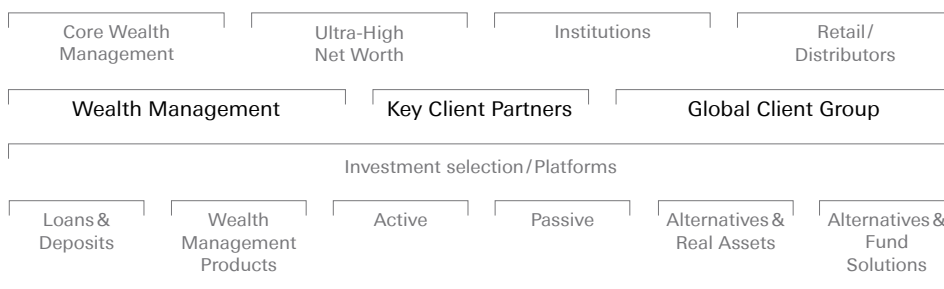 Core Wealth
Management
Ultra-High
Net Worth
Institutions
Retail/
Distributors
Wealth Management
Key Client Partners
Global Client Group
Investment selection/Platforms
Loans &
Deposits
Wealth
Management
Products
Active
Passive
Alternatives &
Real Assets
Alternatives &
Fund
Solutions